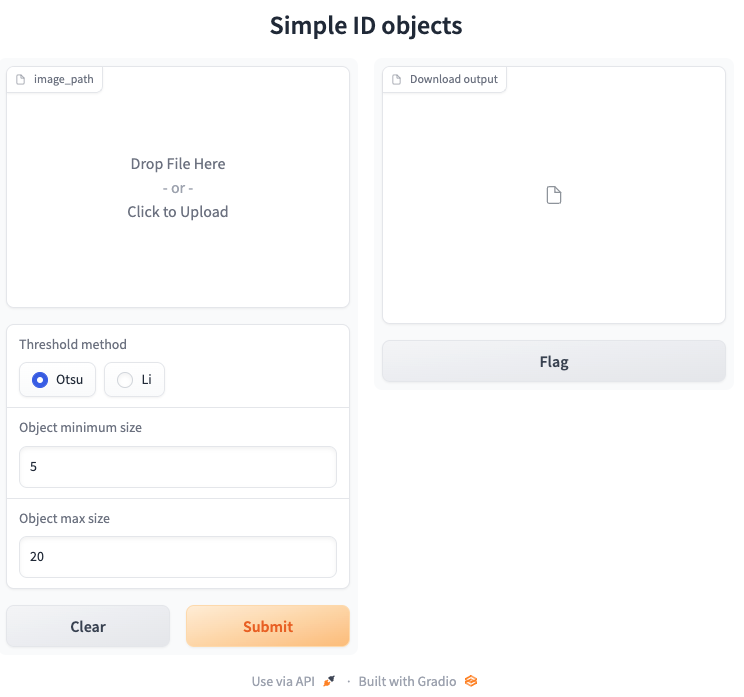 Simple ID objects
image_path
Drop File Here
- or -
Click to Upload
Threshold method
Otsu
Li
Object minimum size
5
Object max size
20
Clear
Submit
Download output
Flag
Use via API
·
Built with Gradio